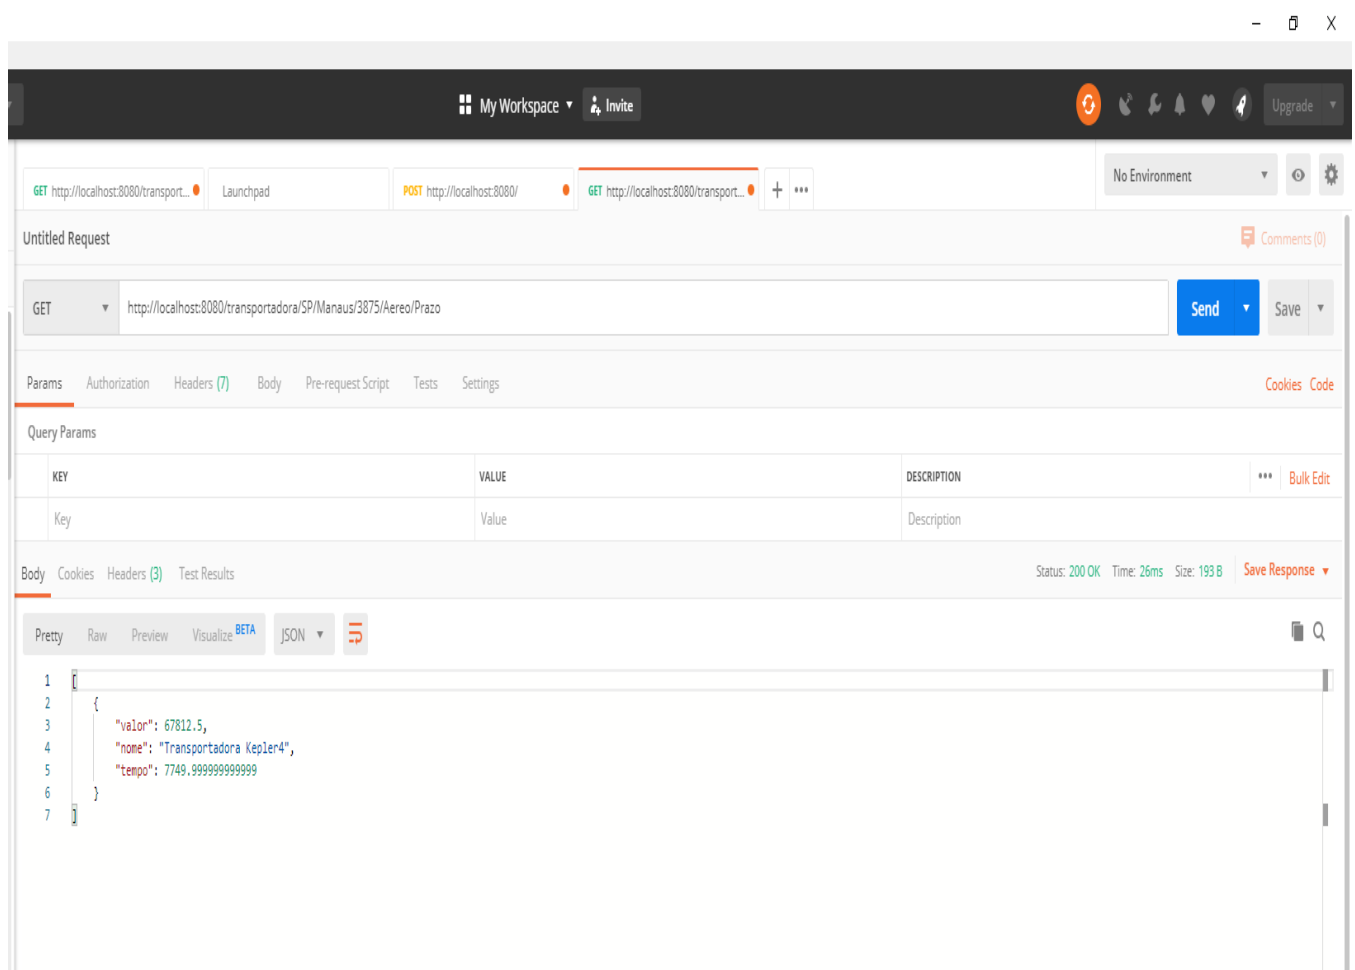 My Workspace Invite Upgrade
GET http://localhost:8080/transport... Launchpad POST http://localhost:8080/ GET http://localhost:8080/transport... + ••• No Environment
Untitled Request Comments (0)
GET http://localhost:8080/transportadora/SP/Manaus/3875/Aereo/Prazo Send Save
Params Authorization Headers (7) Body Pre-request Script Tests Settings Cookies Code
Query Params
KEY VALUE DESCRIPTION ••• Bulk Edit
Key Value Description
Body Cookies Headers (3) Test Results Status: 200 OK Time: 26ms Size: 193 B Save Response
Pretty Raw Preview Visualize BETA JSON
1 [
2 {
3 "valor": 67812.5,
4 "nome": "Transportadora Kepler4",
5 "tempo": 7749.999999999999
6 }
7 ]